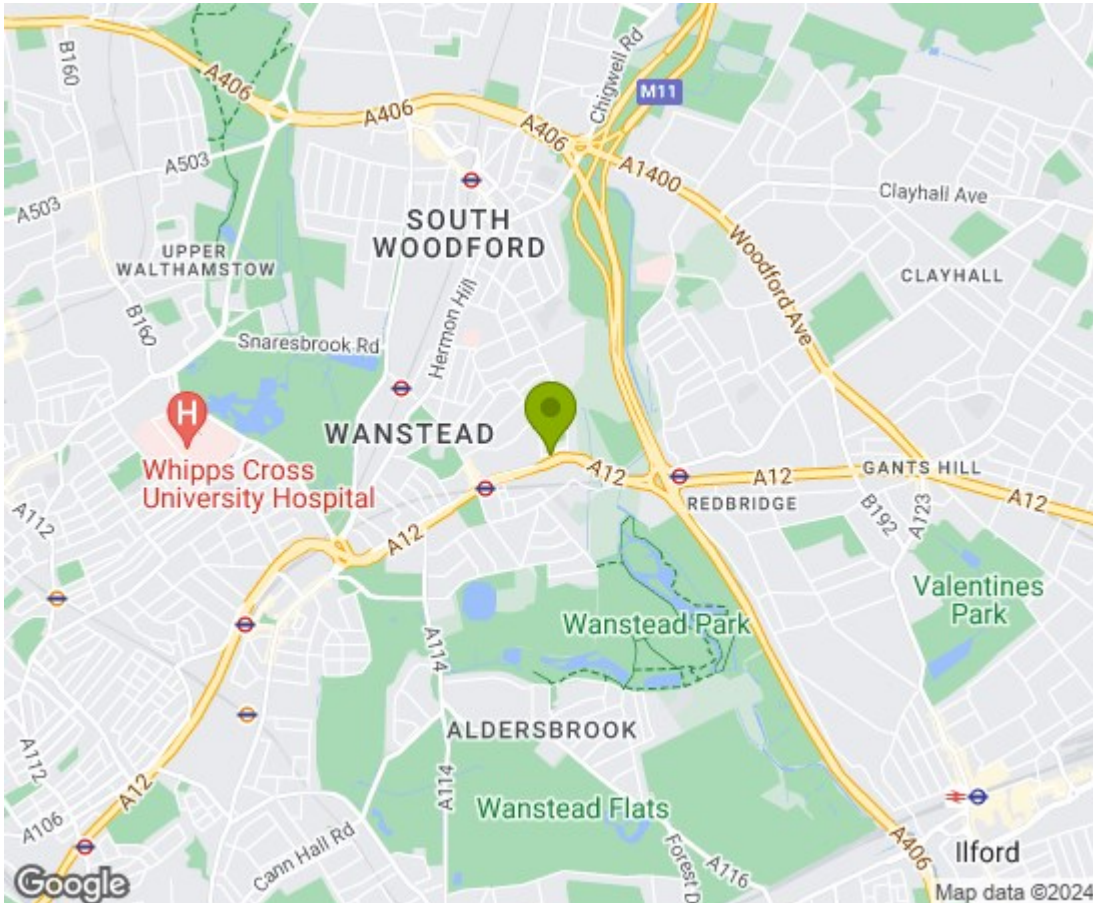 B160
A406
A406
Chigwell Rd
M11
A406
A1400
A503
A503
Clayhall Ave
SOUTH
WOODFORD
UPPER
WALTHAMSTOW
Woodford Ave
CLAYHALL
B160
Hermon Hill
Snaresbrook Rd
H
WANSTEAD
Whipps Cross
University Hospital
A12
A12
GANTS HILL
A12
REDBRIDGE
B192
A123
A112
A12
Valentines
Park
Wanstead Park
A114
ALDERSBROOK
A112
A12
A114
Wanstead Flats
A106
Cann Hall Rd
Forest D
A116
A406
Ilford
Google
Map data ©2024